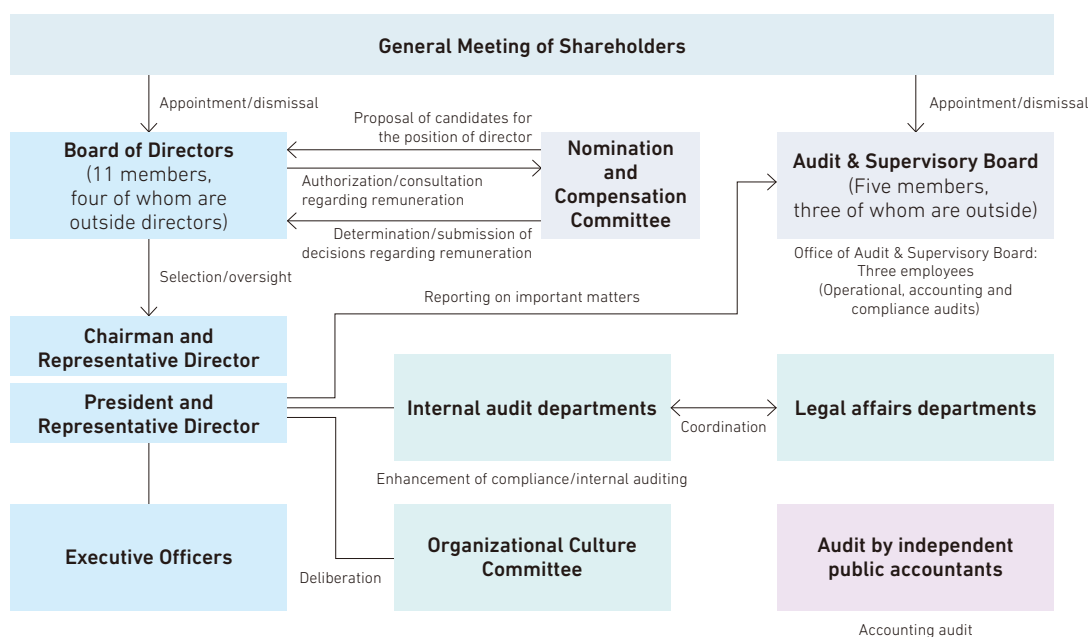 General Meeting of Shareholders
Appointment/dismissal
Appointment/dismissal
Board of Directors
(11 members,
four of whom are
outside directors)
Proposal of candidates for
the position of director
Authorization/consultation
regarding remuneration
Determination/submission of
decisions regarding remuneration
Nomination
and
Compensation
Committee
Audit & Supervisory Board
(Five members,
three of whom are outside)
Office of Audit & Supervisory Board:
Three employees
(Operational, accounting and
compliance audits)
Selection/oversight
Reporting on important matters
Chairman and
Representative Director
President and
Representative Director
Internal audit departments
Coordination
Legal affairs departments
Enhancement of compliance/internal auditing
Executive Officers
Deliberation
Organizational Culture
Committee
Audit by independent
public accountants
Accounting audit